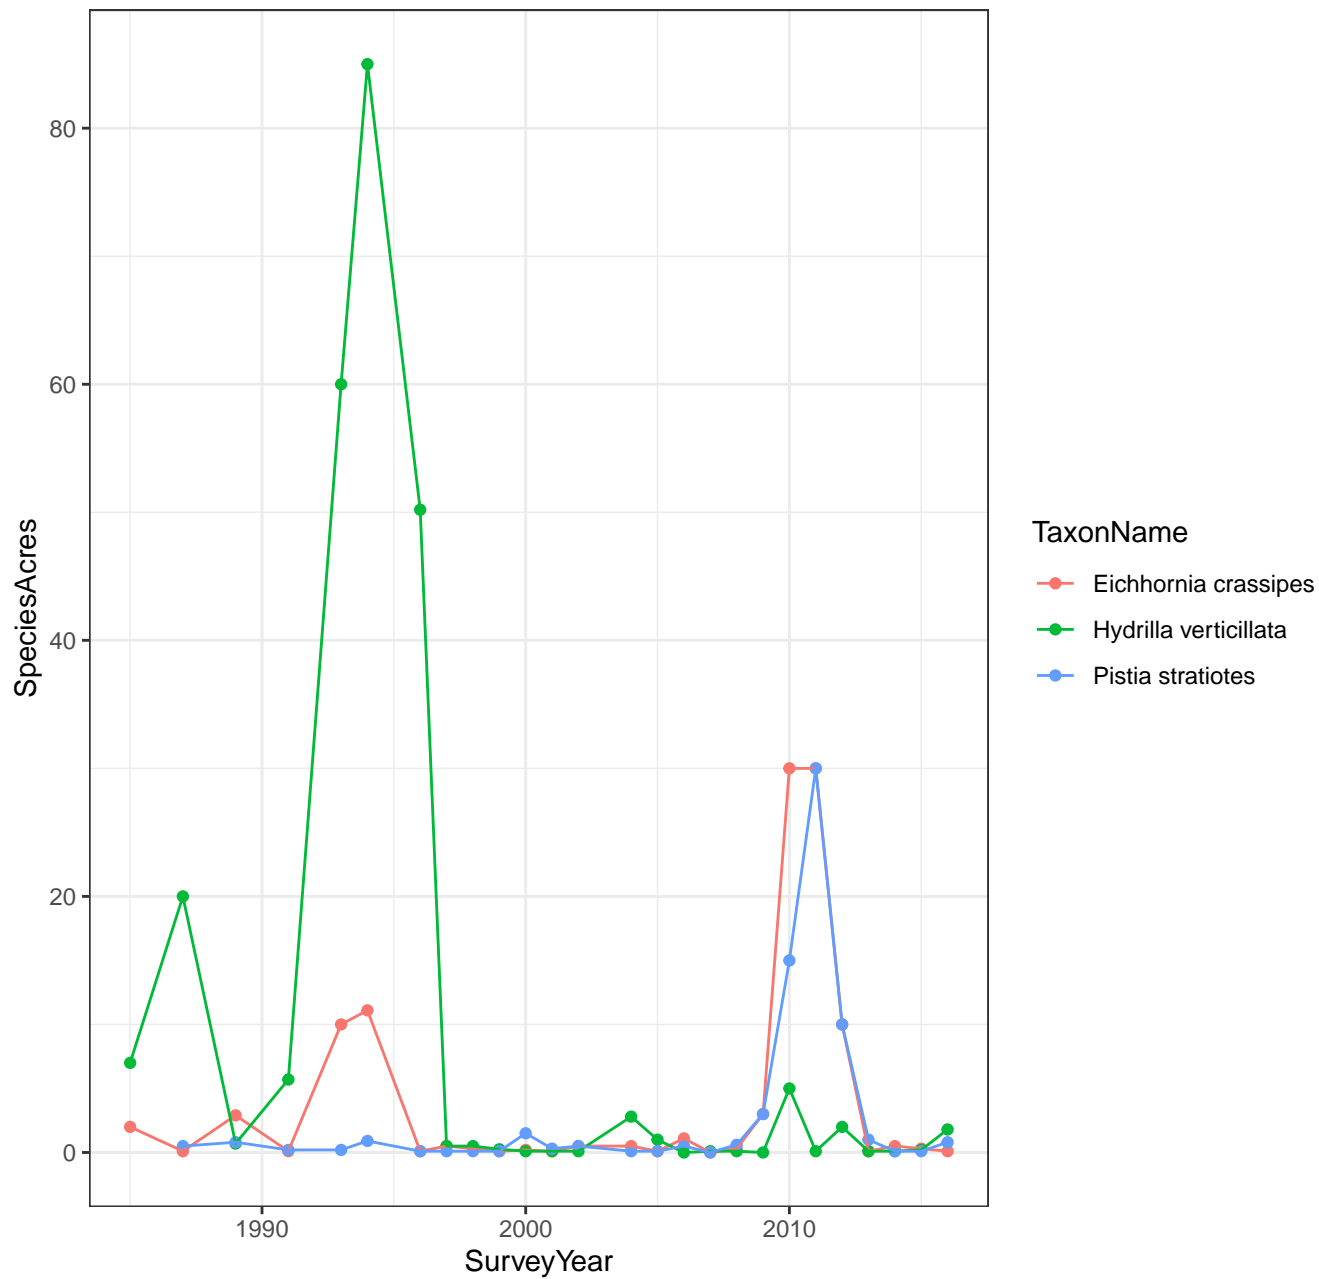 80
60
40
20
0
SpeciesAcres
1990
2000
2010
SurveyYear
TaxonName
Eichhornia crassipes
Hydrilla verticillata
Pistia stratiotes